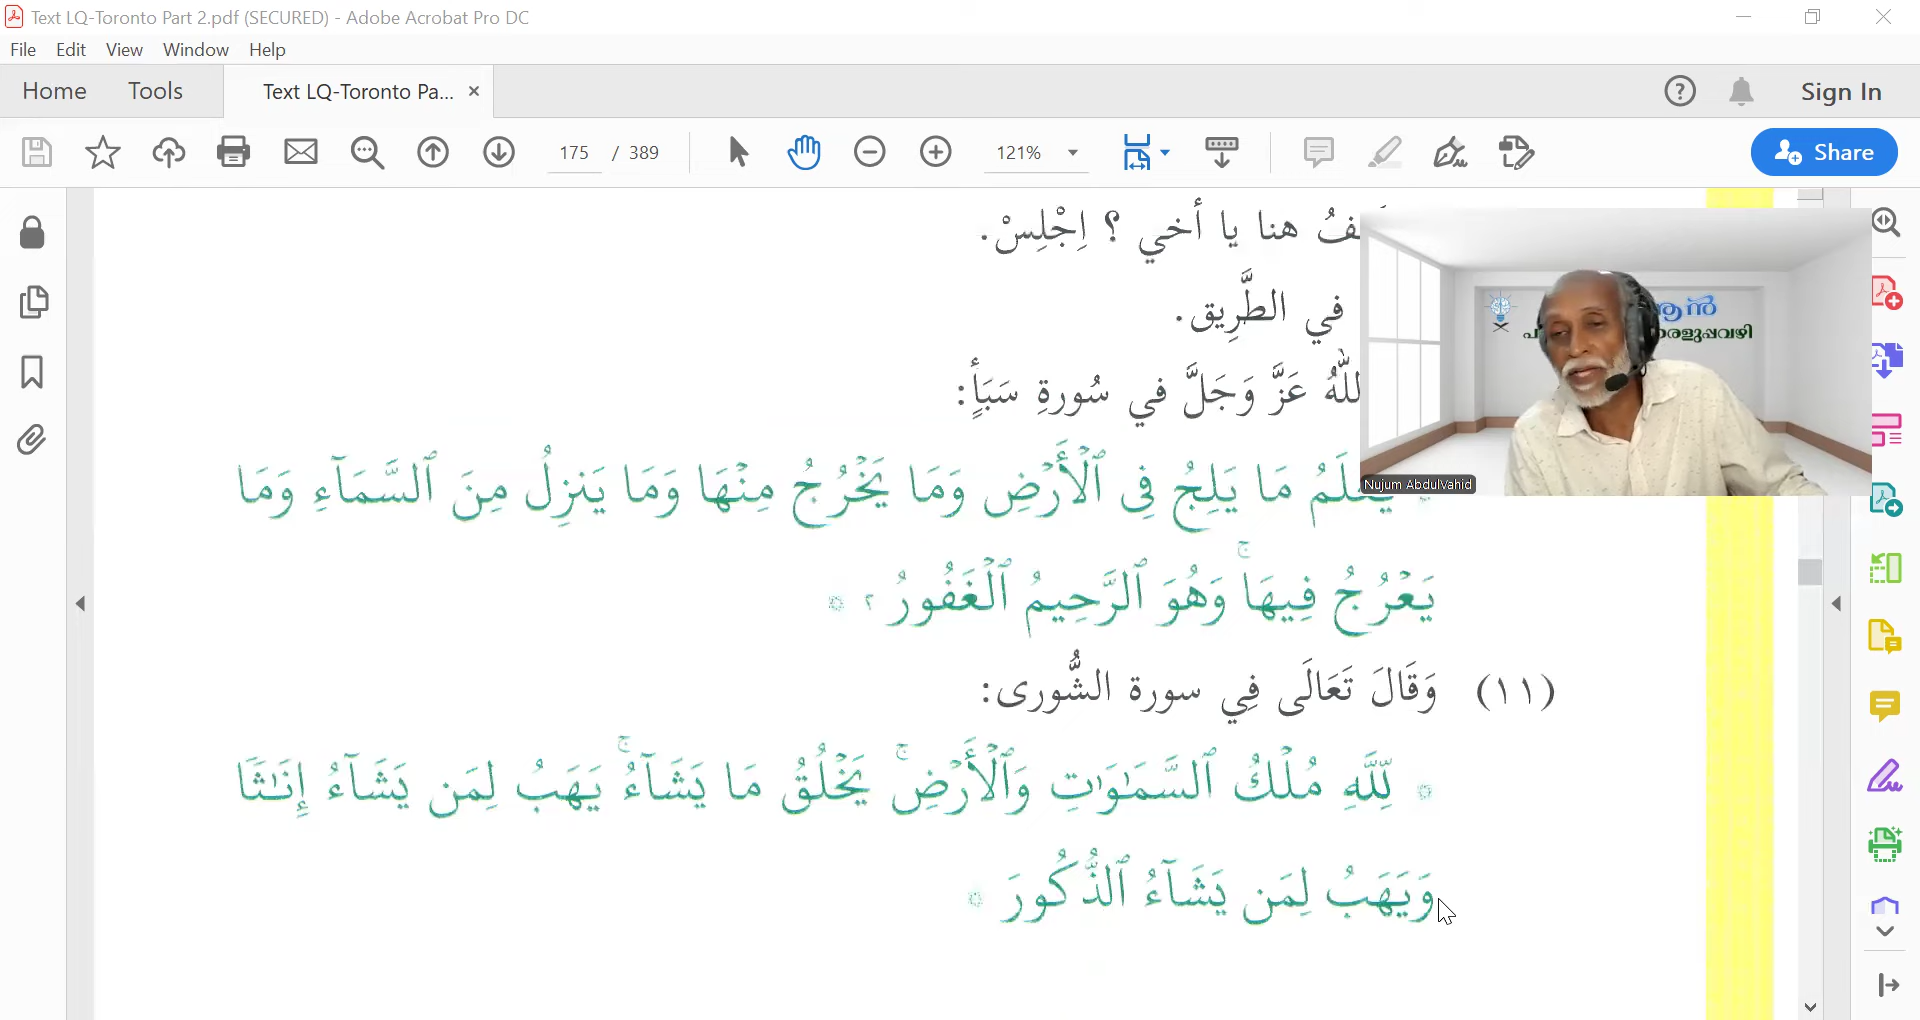 Text LQ-Toronto Part 2.pdf (SECURED) - Adobe Acrobat Pro DC
File Edit View Window Help
Home Tools Text LQ-Toronto Pa... × Sign In
175 / 389 121% Share
هنا يا أخي ؟ اِجْلِسْ.
في الطَّرِيق.
اللهُ عَزَّ وَجَلَّ في سُورةِ سَبَأٍ:
يَعْلَمُ مَا يَلِجُ فِى ٱلْأَرْضِ وَمَا يَخْرُجُ مِنْهَا وَمَا يَنزِلُ مِنَ ٱلسَّمَآءِ وَمَا
يَعْرُجُ فِيهَا ۚ وَهُوَ ٱلرَّحِيمُ ٱلْغَفُورُ ٢
(١١) وَقَالَ تَعَالَى فِي سورة الشُّورى:
لِّلَّهِ مُلْكُ ٱلسَّمَـٰوَٰتِ وَٱلْأَرْضِ ۚ يَخْلُقُ مَا يَشَآءُ ۚ يَهَبُ لِمَن يَشَآءُ إِنَـٰثًا
وَيَهَبُ لِمَن يَشَآءُ ٱلذُّكُورَ
Nujum AbdulVahid